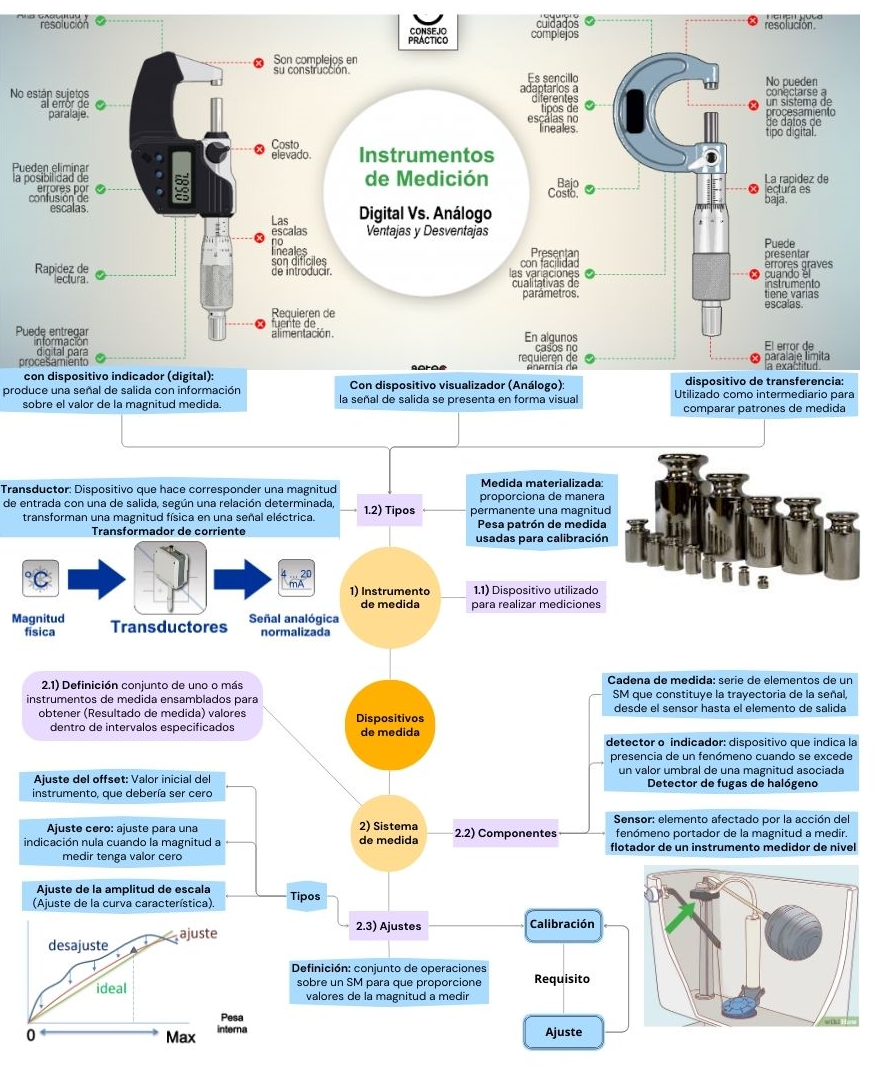 resolución
No están sujetos
al error de
paralaje.
Pueden eliminar
la posibilidad de
errores por
confusión de
escalas.
Rapidez de
lectura.
Puede entregar
información
digital para
procesamiento
Son complejos en
su construcción.
Costo
elevado.
Las
escalas
no
lineales
son difíciles
de introducir.
Requieren de
fuente de
alimentación.
CONSEJO
PRÁCTICO
Instrumentos
de Medición
Digital Vs. Análogo
Ventajas y Desventajas
cuidados
complejos
Es sencillo
adaptarlos a
diferentes
tipos de
escalas no
lineales.
Bajo
Costo.
Presentan
con facilidad
las variaciones
cualitativas de
parámetros.
En algunos
casos no
requieren de
energía de
Tienen poca
resolución.
No pueden
conectarse a
un sistema de
procesamiento
de datos de
tipo digital.
La rapidez de
lectura es
baja.
Puede
presentar
errores graves
cuando el
instrumento
tiene varias
escalas.
El error de
paralaje limita
la exactitud.
con dispositivo indicador (digital):
produce una señal de salida con información
sobre el valor de la magnitud medida.
Con dispositivo visualizador (Análogo):
la señal de salida se presenta en forma visual
dispositivo de transferencia:
Utilizado como intermediario para
comparar patrones de medida
Transductor: Dispositivo que hace corresponder una magnitud
de entrada con una de salida, según una relación determinada,
transforman una magnitud física en una señal eléctrica.
Transformador de corriente
1.2) Tipos
Medida materializada:
proporciona de manera
permanente una magnitud
Pesa patrón de medida
usadas para calibración
°C
4 ... 20
mA
Magnitud
física
Transductores
Señal analógica
normalizada
1) Instrumento
de medida
1.1) Dispositivo utilizado
para realizar mediciones
2.1) Definición conjunto de uno o más
instrumentos de medida ensamblados para
obtener (Resultado de medida) valores
dentro de intervalos especificados
Dispositivos
de medida
Cadena de medida: serie de elementos de un
SM que constituye la trayectoria de la señal,
desde el sensor hasta el elemento de salida
detector o indicador: dispositivo que indica la
presencia de un fenómeno cuando se excede
un valor umbral de una magnitud asociada
Detector de fugas de halógeno
Ajuste del offset: Valor inicial del
instrumento, que debería ser cero
Ajuste cero: ajuste para una
indicación nula cuando la magnitud a
medir tenga valor cero
Ajuste de la amplitud de escala
(Ajuste de la curva característica).
2) Sistema
de medida
2.2) Componentes
Sensor: elemento afectado por la acción del
fenómeno portador de la magnitud a medir.
flotador de un instrumento medidor de nivel
Tipos
2.3) Ajustes
Calibración
Requisito
Ajuste
Definición: conjunto de operaciones
sobre un SM para que proporcione
valores de la magnitud a medir
desajuste
ajuste
ideal
0
Max
Pesa
interna